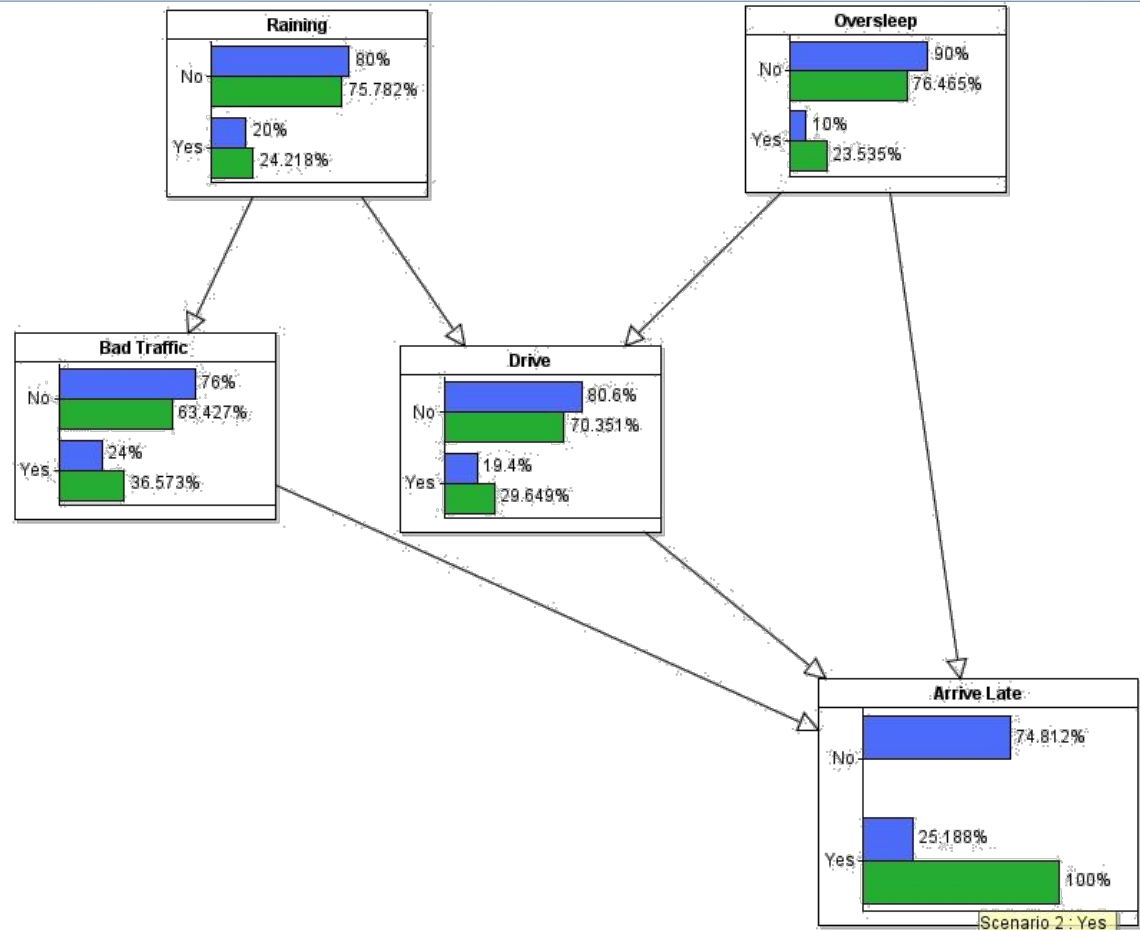 Raining
No
80%
75.782%
Yes
20%
24.218%
Oversleep
No
90%
76.465%
Yes
10%
23.535%
Bad Traffic
No
76%
63.427%
Yes
24%
36.573%
Drive
No
80.6%
70.351%
Yes
19.4%
29.649%
Arrive Late
No
74.812%
Yes
25.188%
100%
Scenario 2 : Yes